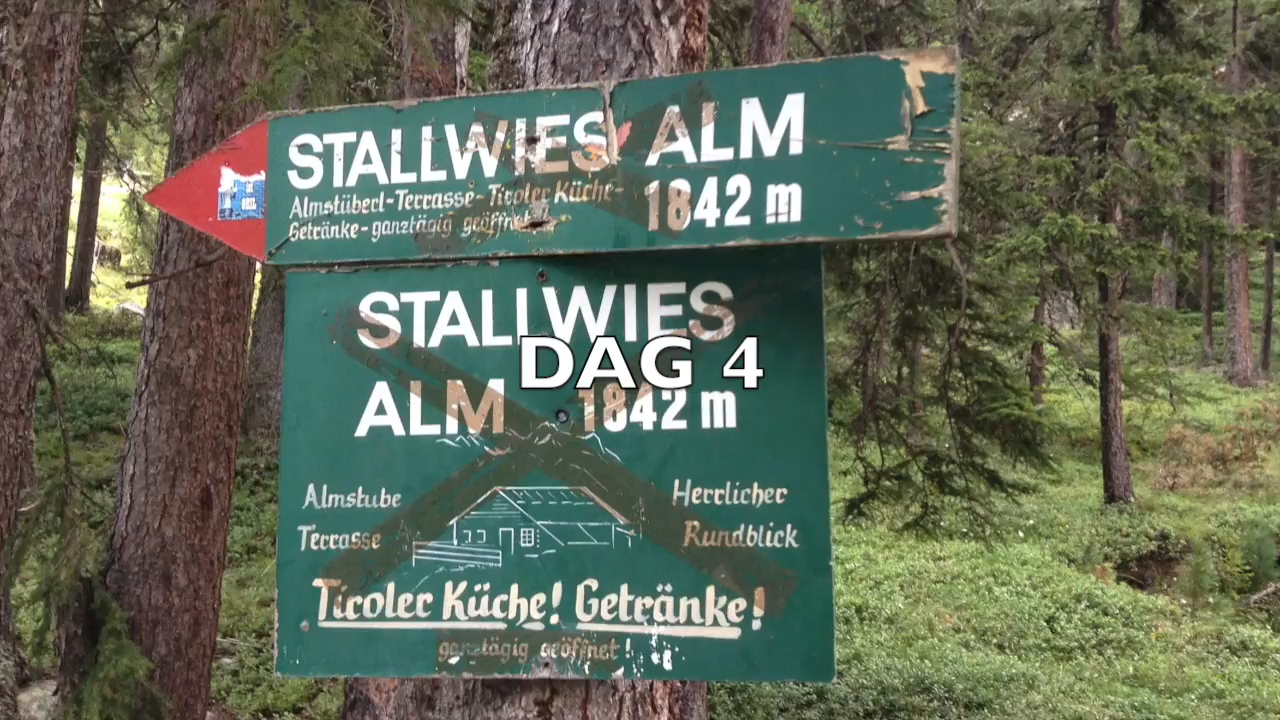 STALLWIES ALM
Almstüberl-Terrasse-Tiroler Küche-
Getränke-ganztägig geöffnet
1842 m
STALLWIES
DAG 4
ALM 1842 m
Almstube
Terrasse
Herrlicher
Rundblick
Tiroler Küche! Getränke!
ganztägig geöffnet!